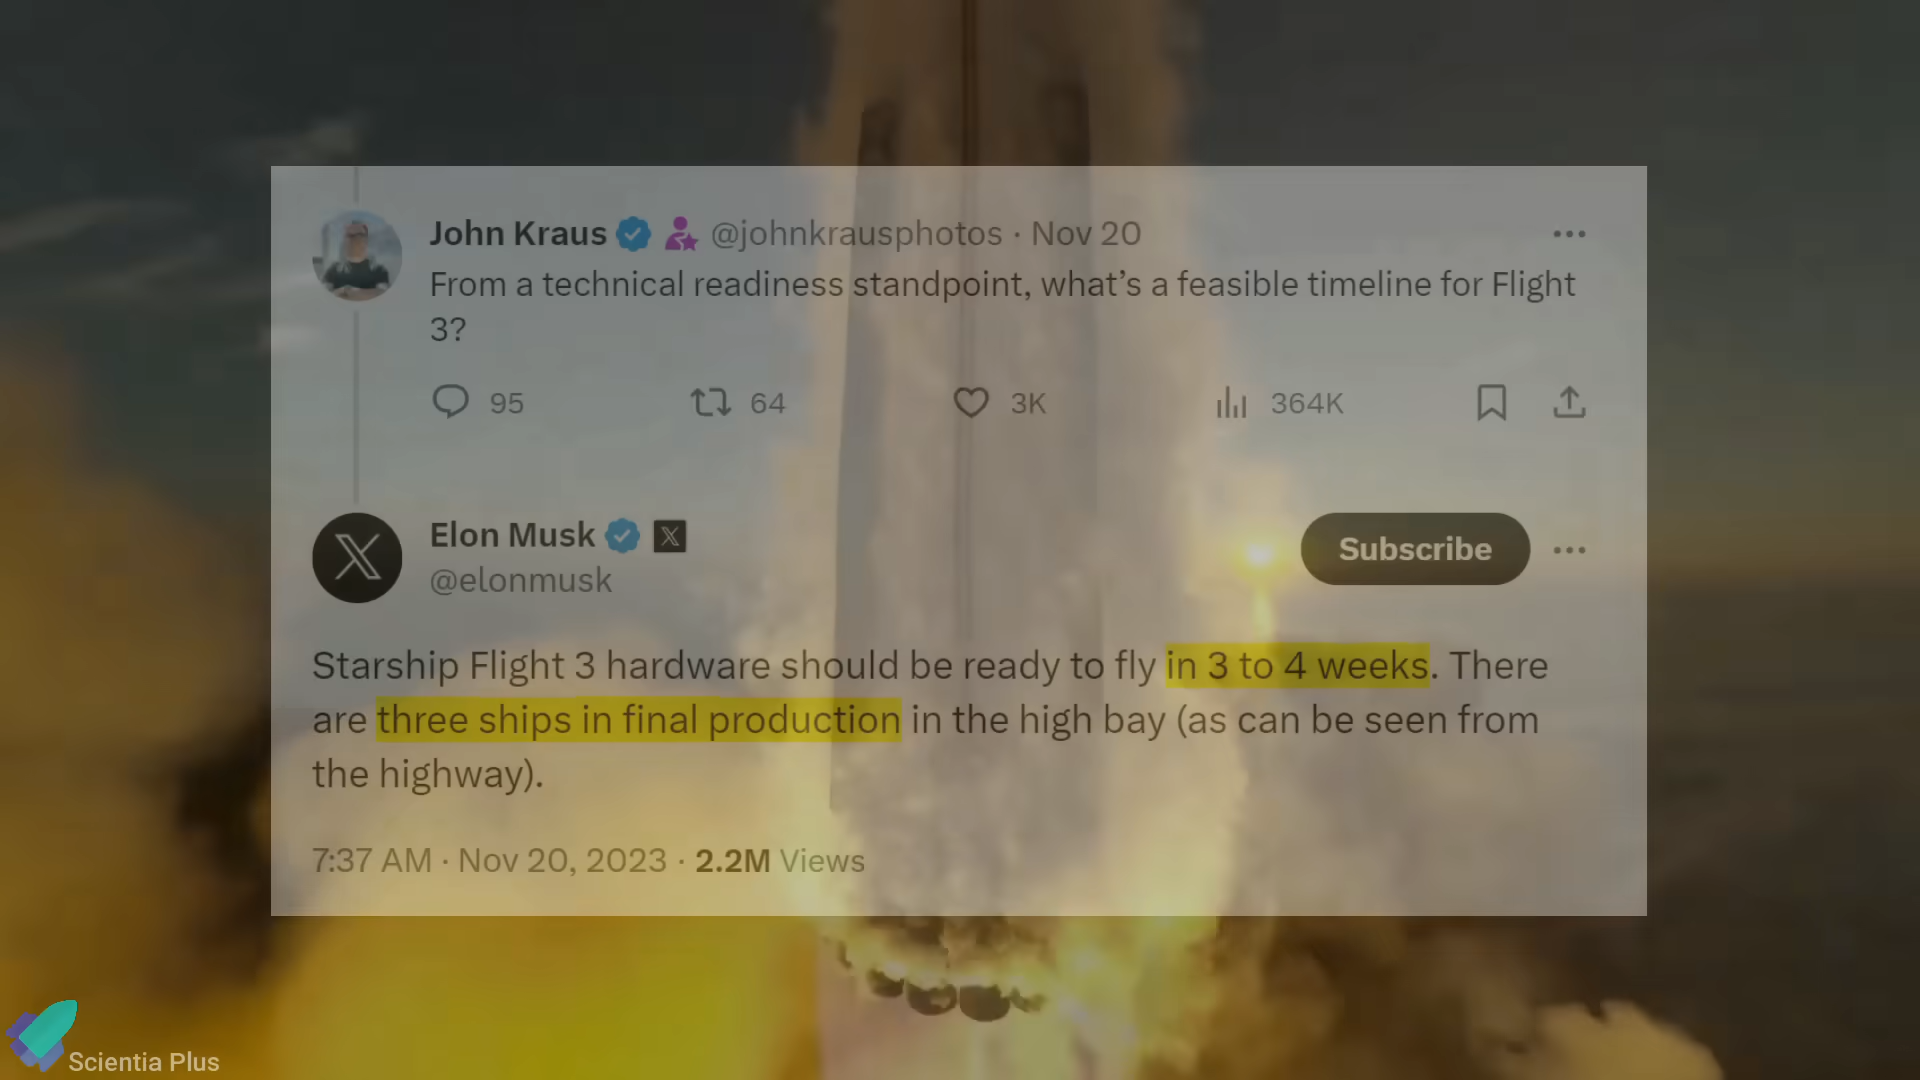 John Kraus @johnkrausphotos · Nov 20
From a technical readiness standpoint, what’s a feasible timeline for Flight
3?
95 64 3K 364K
Elon Musk
@elonmusk
Subscribe
Starship Flight 3 hardware should be ready to fly in 3 to 4 weeks. There
are three ships in final production in the high bay (as can be seen from
the highway).
7:37 AM · Nov 20, 2023 · 2.2M Views
Scientia Plus